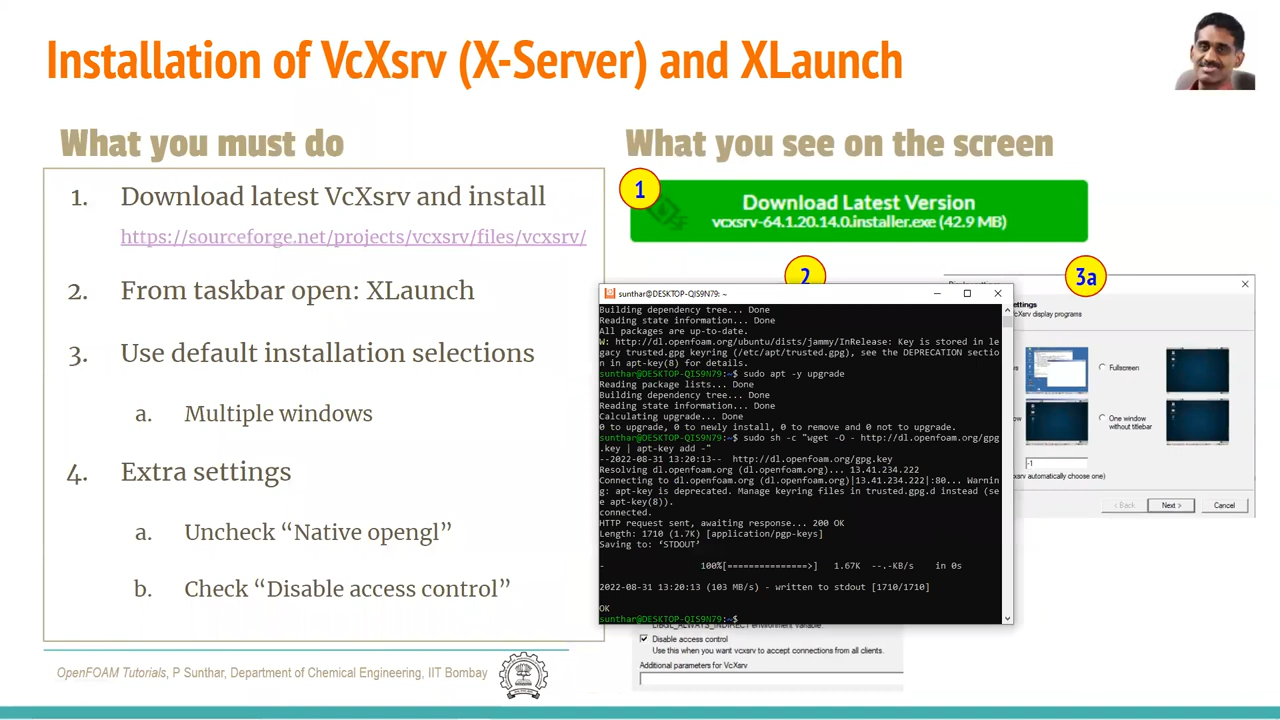 Installation of VcXsrv (X-Server) and XLaunch
What you must do
1. Download latest VcXsrv and install
https://sourceforge.net/projects/vcxsrv/files/vcxsrv/
2. From taskbar open: XLaunch
3. Use default installation selections
a. Multiple windows
4. Extra settings
a. Uncheck “Native opengl”
b. Check “Disable access control”
OpenFOAM Tutorials, P Sunthar, Department of Chemical Engineering, IIT Bombay
What you see on the screen
1
Download Latest Version
vcxsrv-64.1.20.14.0.installer.exe (42.9 MB)
2
3a
sunthar@DESKTOP-QIS9N79: ~
Building dependency tree... Done
Reading state information... Done
All packages are up-to-date.
W: http://dl.openfoam.org/ubuntu/dists/jammy/InRelease: Key is stored in le
gacy trusted.gpg keyring (/etc/apt/trusted.gpg), see the DEPRECATION sectio
n in apt-key(8) for details.
sunthar@DESKTOP-QIS9N79:~$ sudo apt -y upgrade
Reading package lists... Done
Building dependency tree... Done
Reading state information... Done
Calculating upgrade... Done
0 to upgrade, 0 to newly install, 0 to remove and 0 not to upgrade.
sunthar@DESKTOP-QIS9N79:~$ sudo sh -c "wget -O - http://dl.openfoam.org/gpg
.key | apt-key add -"
--2022-08-31 13:20:13-- http://dl.openfoam.org/gpg.key
Resolving dl.openfoam.org (dl.openfoam.org)... 13.41.234.222
Connecting to dl.openfoam.org (dl.openfoam.org)|13.41.234.222|:80... Warnin
g: apt-key is deprecated. Manage keyring files in trusted.gpg.d instead (se
e apt-key(8)).
connected.
HTTP request sent, awaiting response... 200 OK
Length: 1710 (1.7K) [application/pgp-keys]
Saving to: ‘STDOUT’
- 100%[===============>] 1.67K --.-KB/s in 0s
2022-08-31 13:20:13 (103 MB/s) - written to stdout [1710/1710]
OK
sunthar@DESKTOP-QIS9N79:~$
ettings
VcXsrv display programs
Fullscreen
One window
without titlebar
-1
vcxsrv automatically choose one)
< Back
Next >
Cancel
Disable access control
Use this when you want vcxsrv to accept connections from all clients.
Additional parameters for VcXsrv